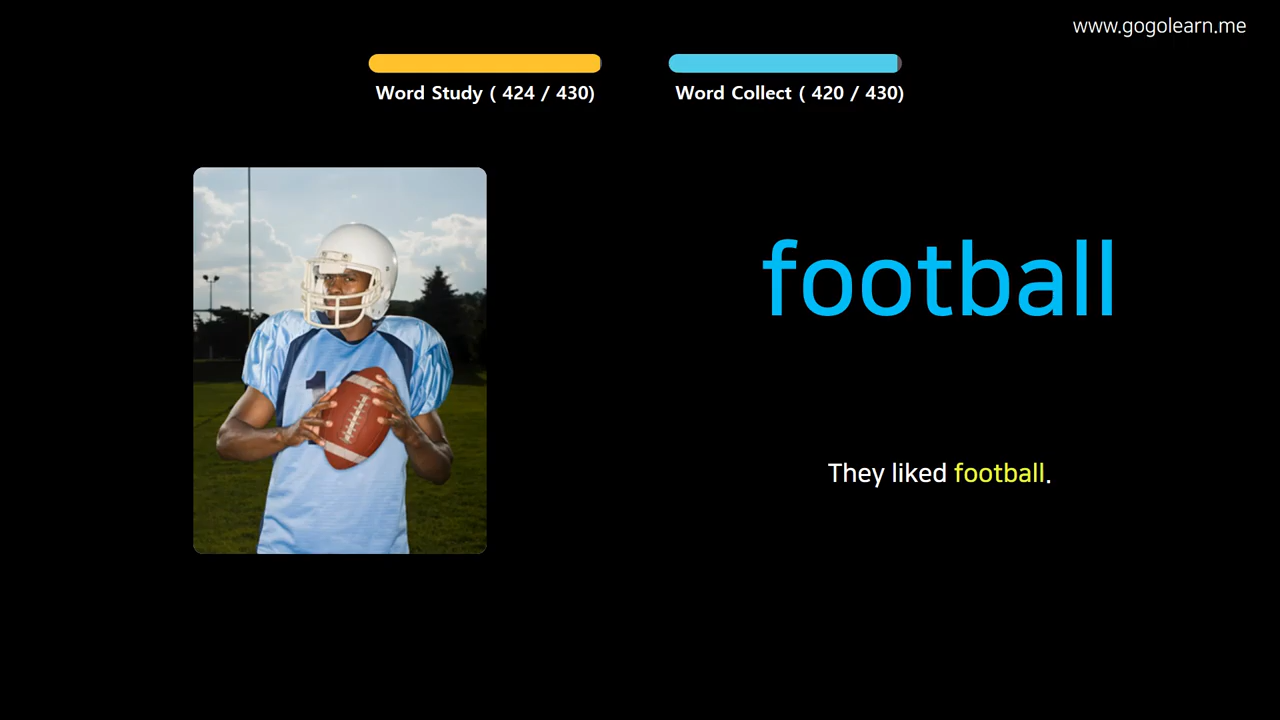 www.gogolearn.me
Word Study ( 424 / 430)
Word Collect ( 420 / 430)
football
They liked football.